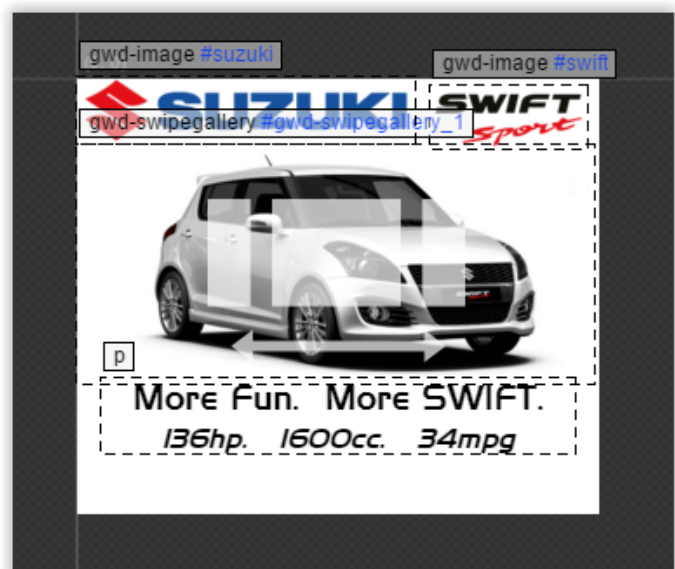 gwd-image #suzuki
gwd-image #swift
SUZUKI
SWIFT
Sport
gwd-swipegallery #gwd-swipegallery_1
SWIFT
p
More Fun. More SWIFT.
136hp. 1600cc. 34mpg